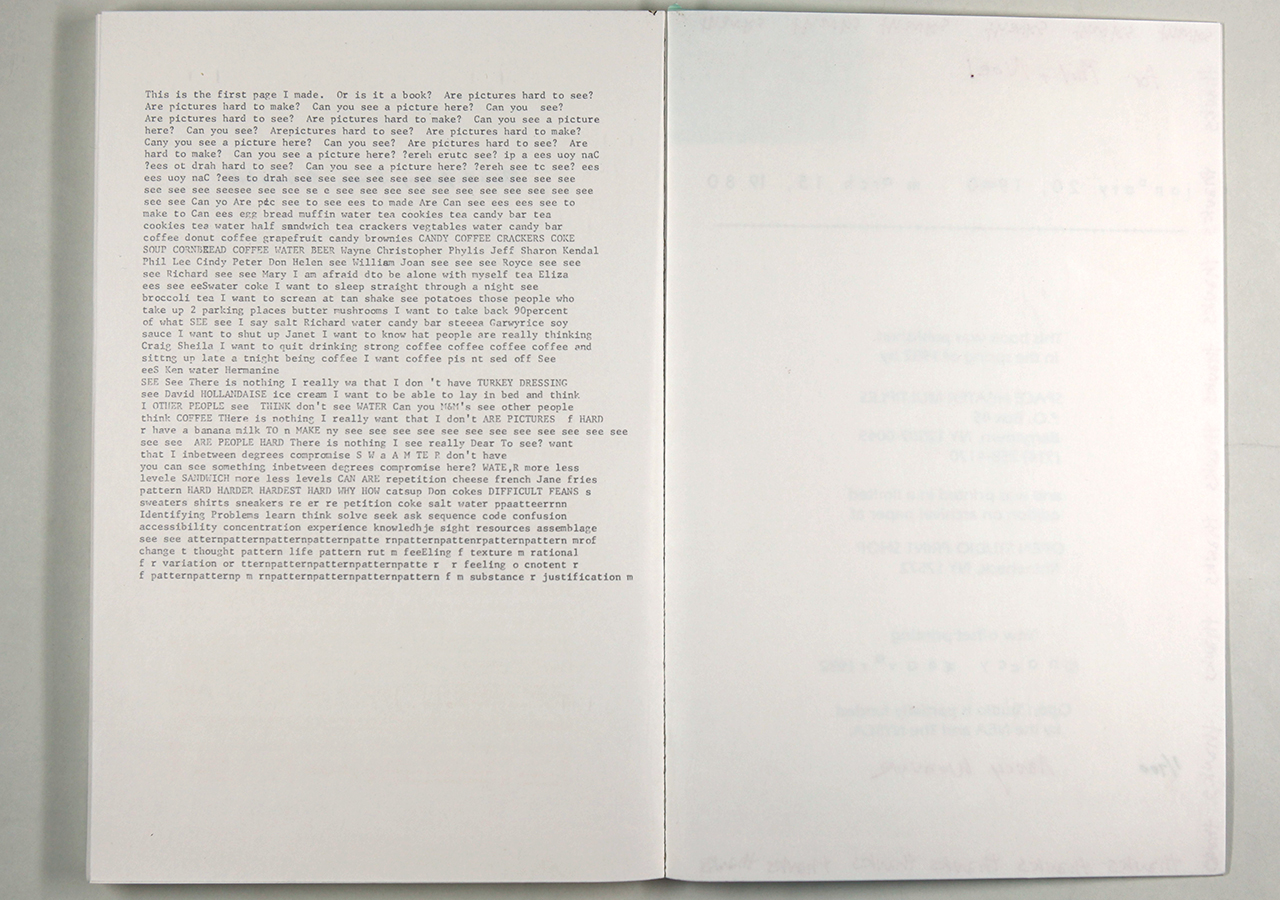 This is the first page I made.  Or is it a book?  Are pictures hard to see?
Are pictures hard to make?  Can you see a picture here?  Can you  see?
Are pictures hard to see?  Are pictures hard to make?  Can you see a picture
here?  Can you see?  Arepictures hard to see?  Are pictures hard to make?
Cany you see a picture here?  Can you see?  Are pictures hard to see?  Are
hard to make?  Can you see a picture here? ?ereh erutc see? ip a ees uoy naC
?ees ot drah hard to see?  Can you see a picture here? ?ereh see tc see? ees
ees uoy naC ?ees to drah see see see see see see see see see see see see
see see see seesee see see se e see see see see see see see see see see
see see see Can yo Are pic see to see ees to made Are Can see ees ees see to
make to Can ees egg bread muffin water tea cookies tea candy bar tea
cookies tea water half sandwich tea crackers vegtables water candy bar
coffee donut coffee grapefruit candy brownies CANDY COFFEE CRACKERS COKE
SOUP CORNBREAD COFFEE WATER BEER Wayne Christopher Phylis Jeff Sharon Kendal
Phil Lee Cindy Peter Don Helen see William Joan see see see Royce see see
see Richard see see Mary I am afraid dto be alone with myself tea Eliza
ees see eeSwater coke I want to sleep straight through a night see
broccoli tea I want to scream at tan shake see potatoes those people who
take up 2 parking places butter mushrooms I want to take back 90percent
of what SEE see I say salt Richard water candy bar steeea Garwyrice soy
sauce I want to shut up Janet I want to know hat people are really thinking
Craig Sheila I want to quit drinking strong coffee coffee coffee coffee and
sittng up late a tnight being coffee I want coffee pis nt sed off See
eeS Ken water Hermanine
SEE See There is nothing I really wa that I don 't have TURKEY DRESSING
see David HOLLANDAISE ice cream I want to be able to lay in bed and think
I OTHER PEOPLE see  THINK don't see WATER Can you M&M's see other people
think COFFEE THere is nothing I really want that I don't ARE PICTURES  f HARD
r have a banana milk TO n MAKE ny see see see see see see see see see see see see
see see  ARE PEOPLE HARD There is nothing I see really Dear To see? want
that I inbetween degrees compromise S W a A M TE R don't have
you can see something inbetween degrees compromise here? WATE,R more less
levele SANDWICH more less levels CAN ARE repetition cheese french Jane fries
pattern HARD HARDER HARDEST HARD WHY HOW catsup Don cokes DIFFICULT FEANS s
sweaters shirts sneakers re er re petition coke salt water ppaatteerrnn
Identifying Problems learn think solve seek ask sequence code confusion
accessibility concentration experience knowledhje sight resources assemblage
see see atternpatternpatternpatternpatte rnpatternpattenrpatternpattern mrof
change t thought pattern life pattern rut m feeEling f texture m rational
f r variation or tternpatternpatternpatternpatte r  r feeling o cnotent r
f patternpatternp m rnpatternpatternpatternpattern f m substance r justification m